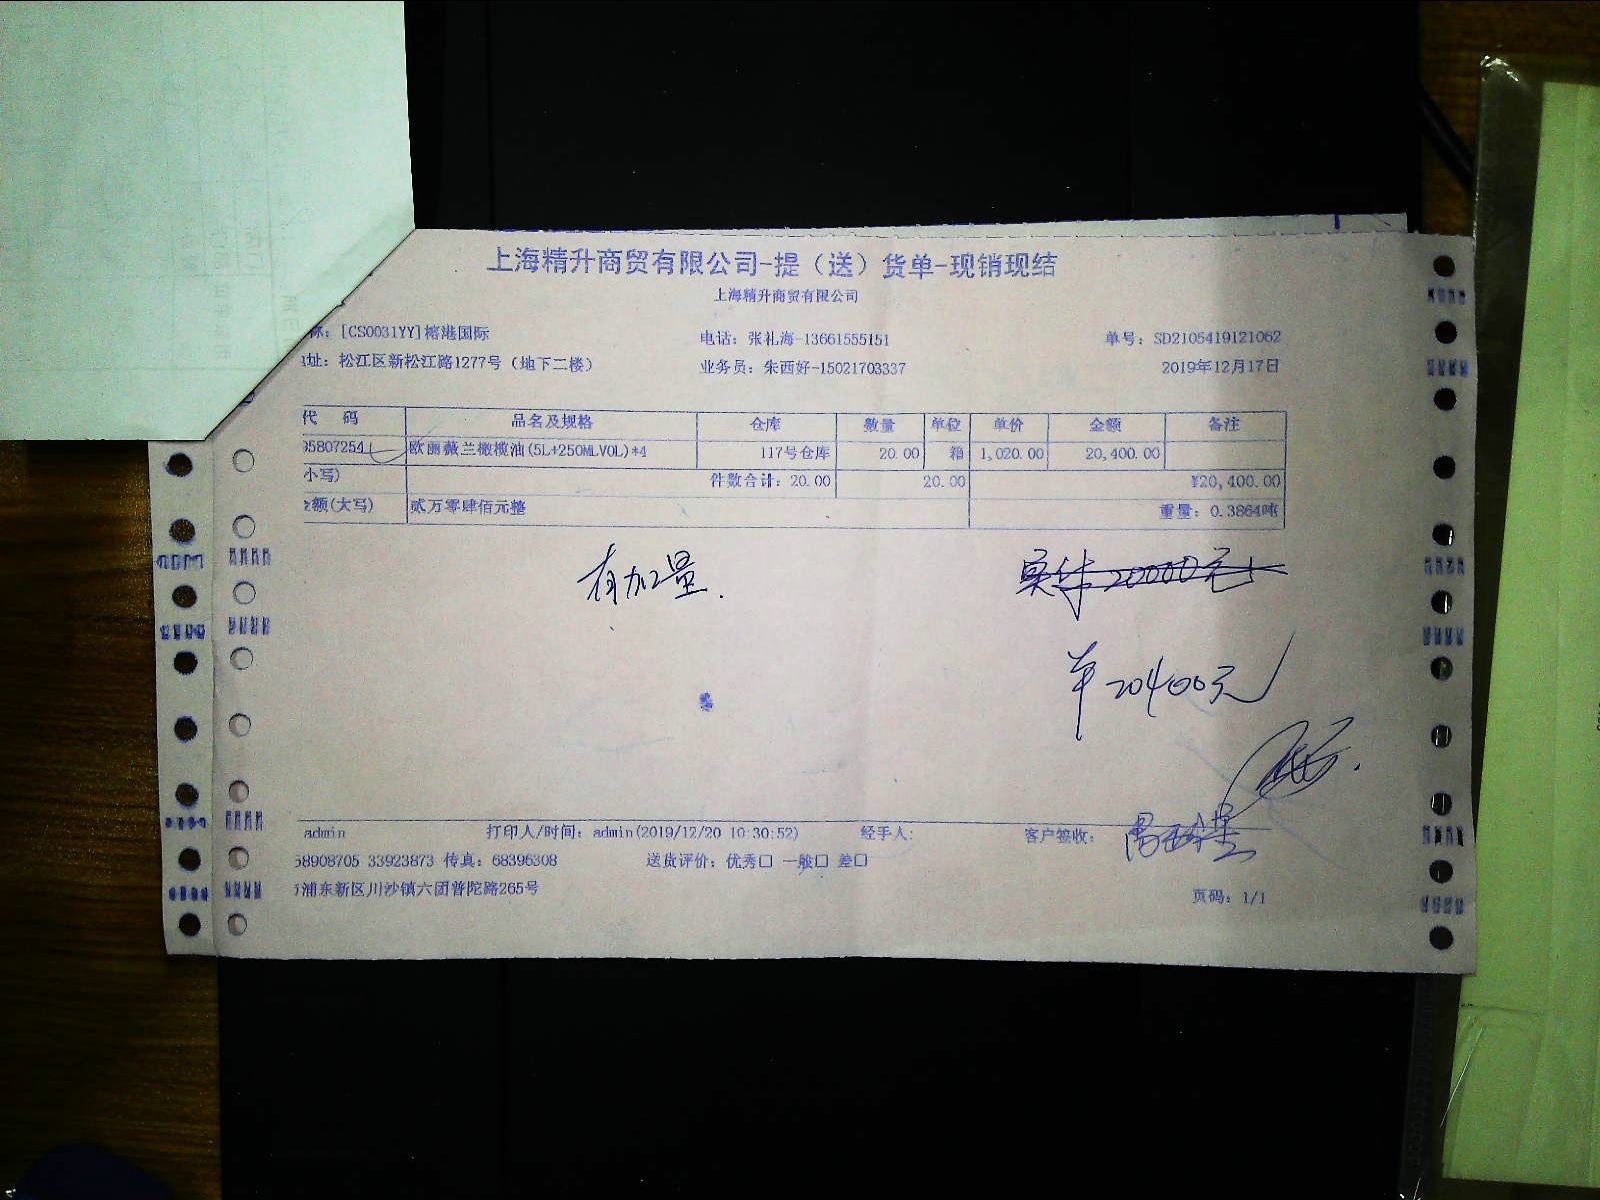 上海精升商贸有限公司-提（送）货单-现销现结
上海精升商贸有限公司
称：[CS0031YY]榕港国际 电话：张礼海-13661555151 单号：SD2105419121062
址：松江区新松江路1277号（地下二楼） 业务员：朱西好-15021703337 2019年12月17日
代 码 品名及规格 仓库 数量 单位 单价 金额 备注
5807254 欧丽薇兰橄榄油(5L+250MLVOL)*4 117号仓库 20.00 箱 1,020.00 20,400.00
小写) 件数合计：20.00 20.00 ¥20,400.00
额(大写) 贰万零肆佰元整 重量：0.3864吨
有加量. 实结20000元
20400元
admin 打印人/时间：admin(2019/12/20 10:30:52) 经手人： 客户签收：
58908705 33923873 传真：68396308 送货评价：优秀□ 一般□ 差□
浦东新区川沙镇六团普陀路265号 页码：1/1